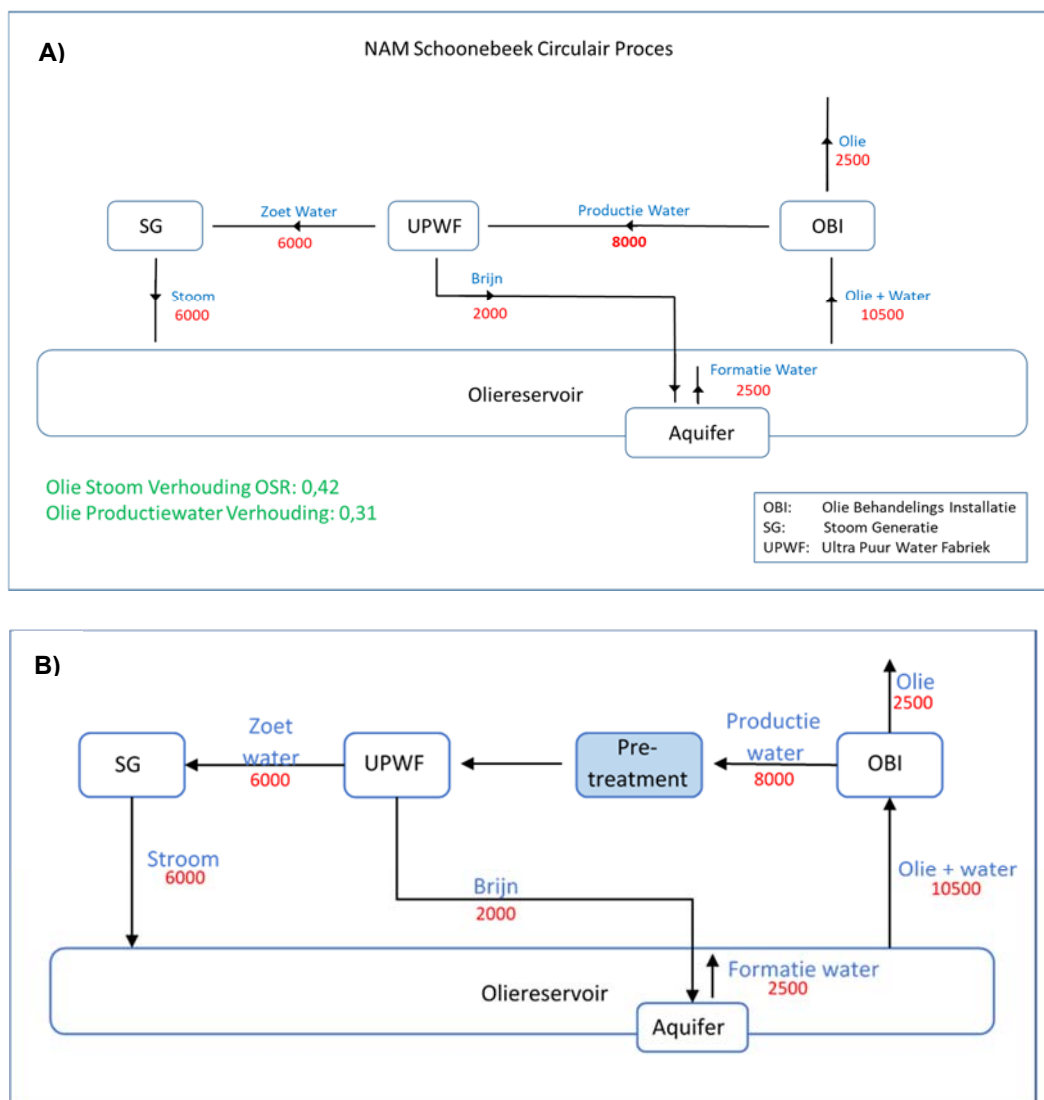 A)
NAM Schoonebeek Circulair Proces
Olie
2500
SG
Zoet Water
6000
UPWF
Productie Water
8000
OBI
Stoom
6000
Brijn
2000
Olie + Water
10500
Oliereservoir
Formatie Water
2500
Aquifer
Olie Stoom Verhouding OSR: 0,42
Olie Productiewater Verhouding: 0,31
OBI: Olie Behandelings Installatie
SG: Stoom Generatie
UPWF: Ultra Puur Water Fabriek
B)
Olie
2500
SG
Zoet
water
6000
UPWF
Pre-
treatment
Productie
water
8000
OBI
Stroom
6000
Brijn
2000
Olie + water
10500
Oliereservoir
Formatie water
2500
Aquifer